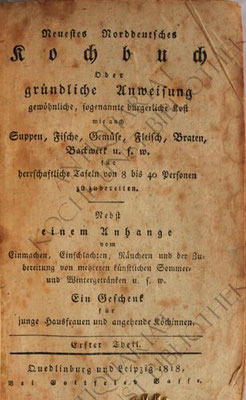 Neuestes Norddeutsches
Kochbuch
Oder
gründliche Anweisung
gewöhnliche, sogenannte bürgerliche Kost
wie auch
Suppen, Fische, Gemüse, Fleisch, Braten,
Backwerk u. s. w.
für
herrschaftliche Tafeln von 8 bis 40 Personen
zuzubereiten.
Nebst
einem Anhange
vom
Einmachen, Einschlachten, Räuchern und der Zu-
bereitung von mehreren künstlichen Sommer-
und Wintergetränken u. s. w.
Ein Geschenk
für
junge Hausfrauen und angehende Köchinnen.
Erster Theil.
Quedlinburg und Leipzig 1818.
Bei Gottfried Basse.